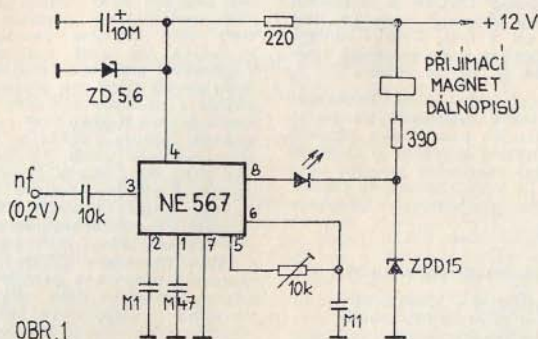 10M
220
+ 12 V
ZD 5,6
PŘIJÍMACÍ
MAGNET
DÁLNOPISU
390
4
nf
(0,2V)
10k
3
NE 567
8
6
2
1
7
5
10k
M1
M47
M1
ZPD15
OBR.1